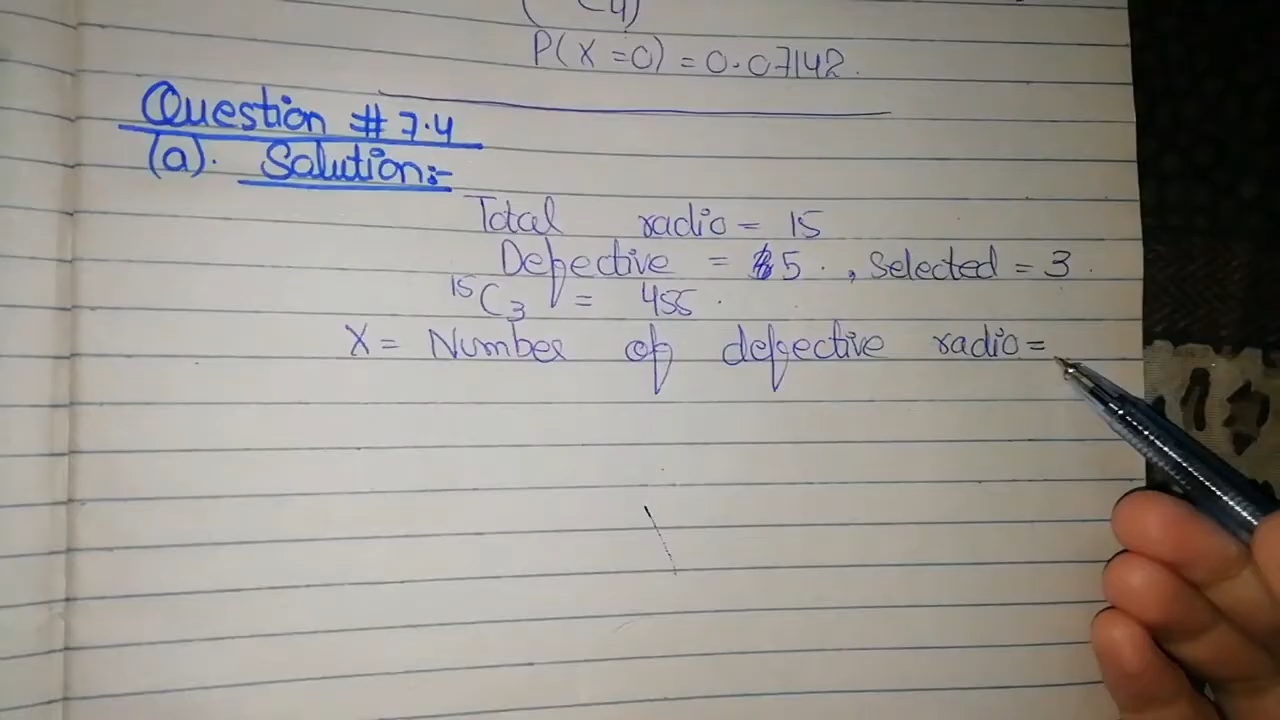 P(X=0) = 0.07142.
Question # 7.4
(a). Solution:-
Total radio = 15
Defective = 5. , Selected = 3.
15C3 = 455.
X = Number of defective radio =